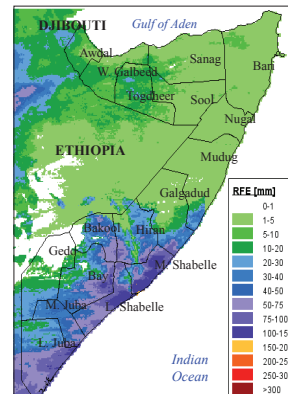 DJIBOUTI
Gulf of Aden
Awdal
Sanag
Bari
W. Galbeed
Togdheer
Sool
Nugal
ETHIOPIA
Mudug
Galgadud
Bakool
Hiran
Gedo
Bay
M. Shabelle
M. Juba
L. Shabelle
L. Juba
Indian
Ocean
RFE [mm]
0-1
1-5
5-10
10-20
20-30
30-40
40-50
50-75
75-100
100-15
150-20
200-25
250-30
>300